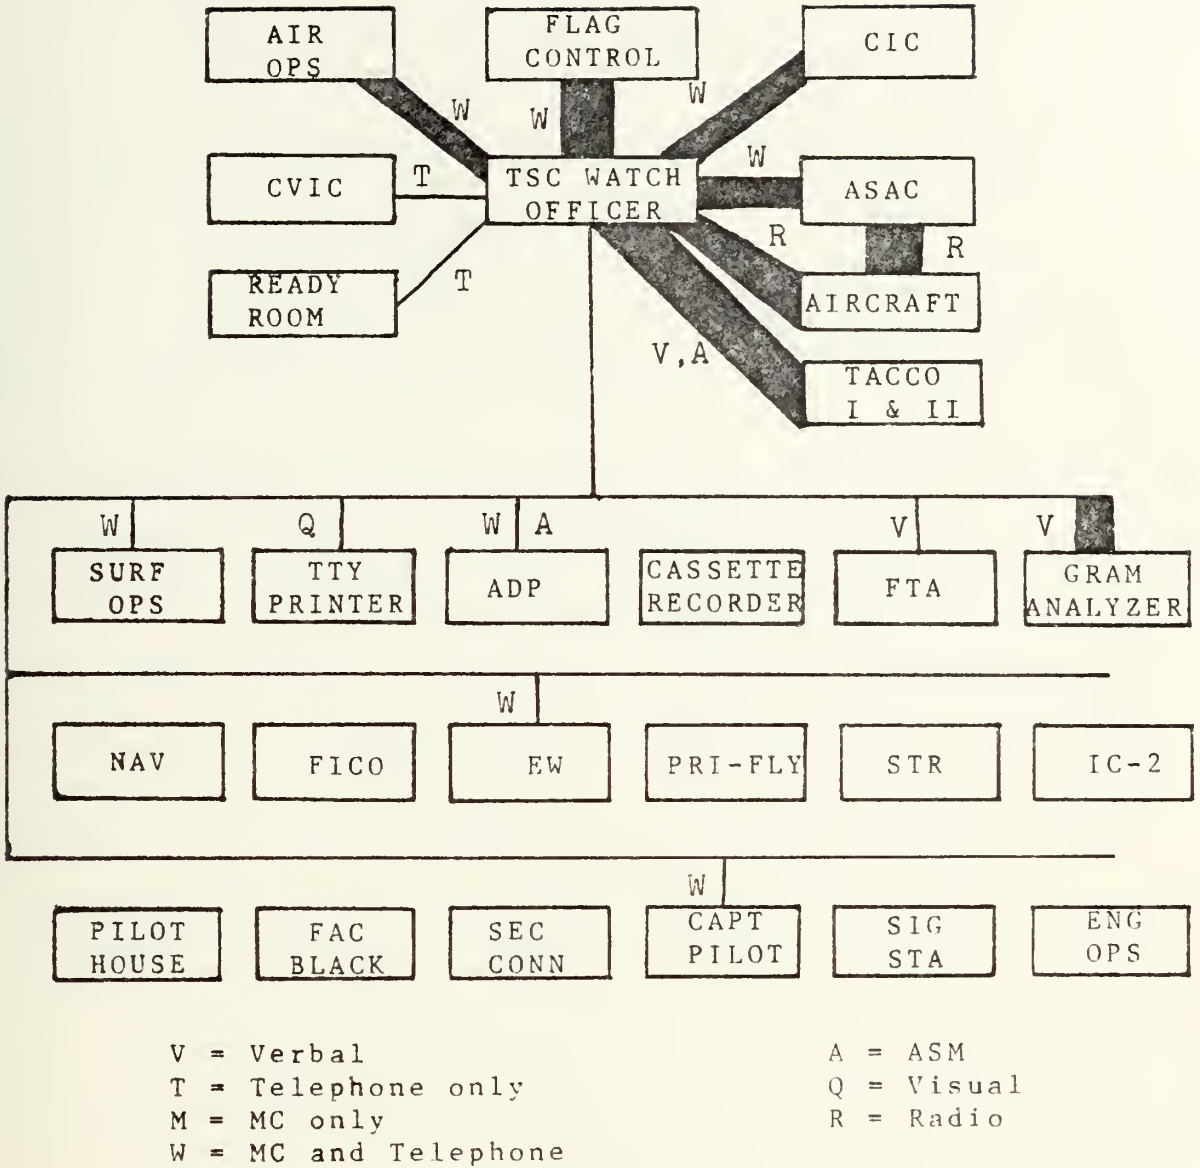 AIR
OPS
FLAG
CONTROL
CIC
W
W
W
CVIC
T
TSC WATCH
OFFICER
W
ASAC
READY
ROOM
T
R
R
AIRCRAFT
V,A
TACCO
I & II
W
Q
W
A
V
V
SURF
OPS
TTY
PRINTER
ADP
CASSETTE
RECORDER
FTA
GRAM
ANALYZER
W
NAV
FICO
EW
PRI-FLY
STR
IC-2
W
PILOT
HOUSE
FAC
BLACK
SEC
CONN
CAPT
PILOT
SIG
STA
ENG
OPS
V = Verbal
T = Telephone only
M = MC only
W = MC and Telephone
A = ASM
Q = Visual
R = Radio